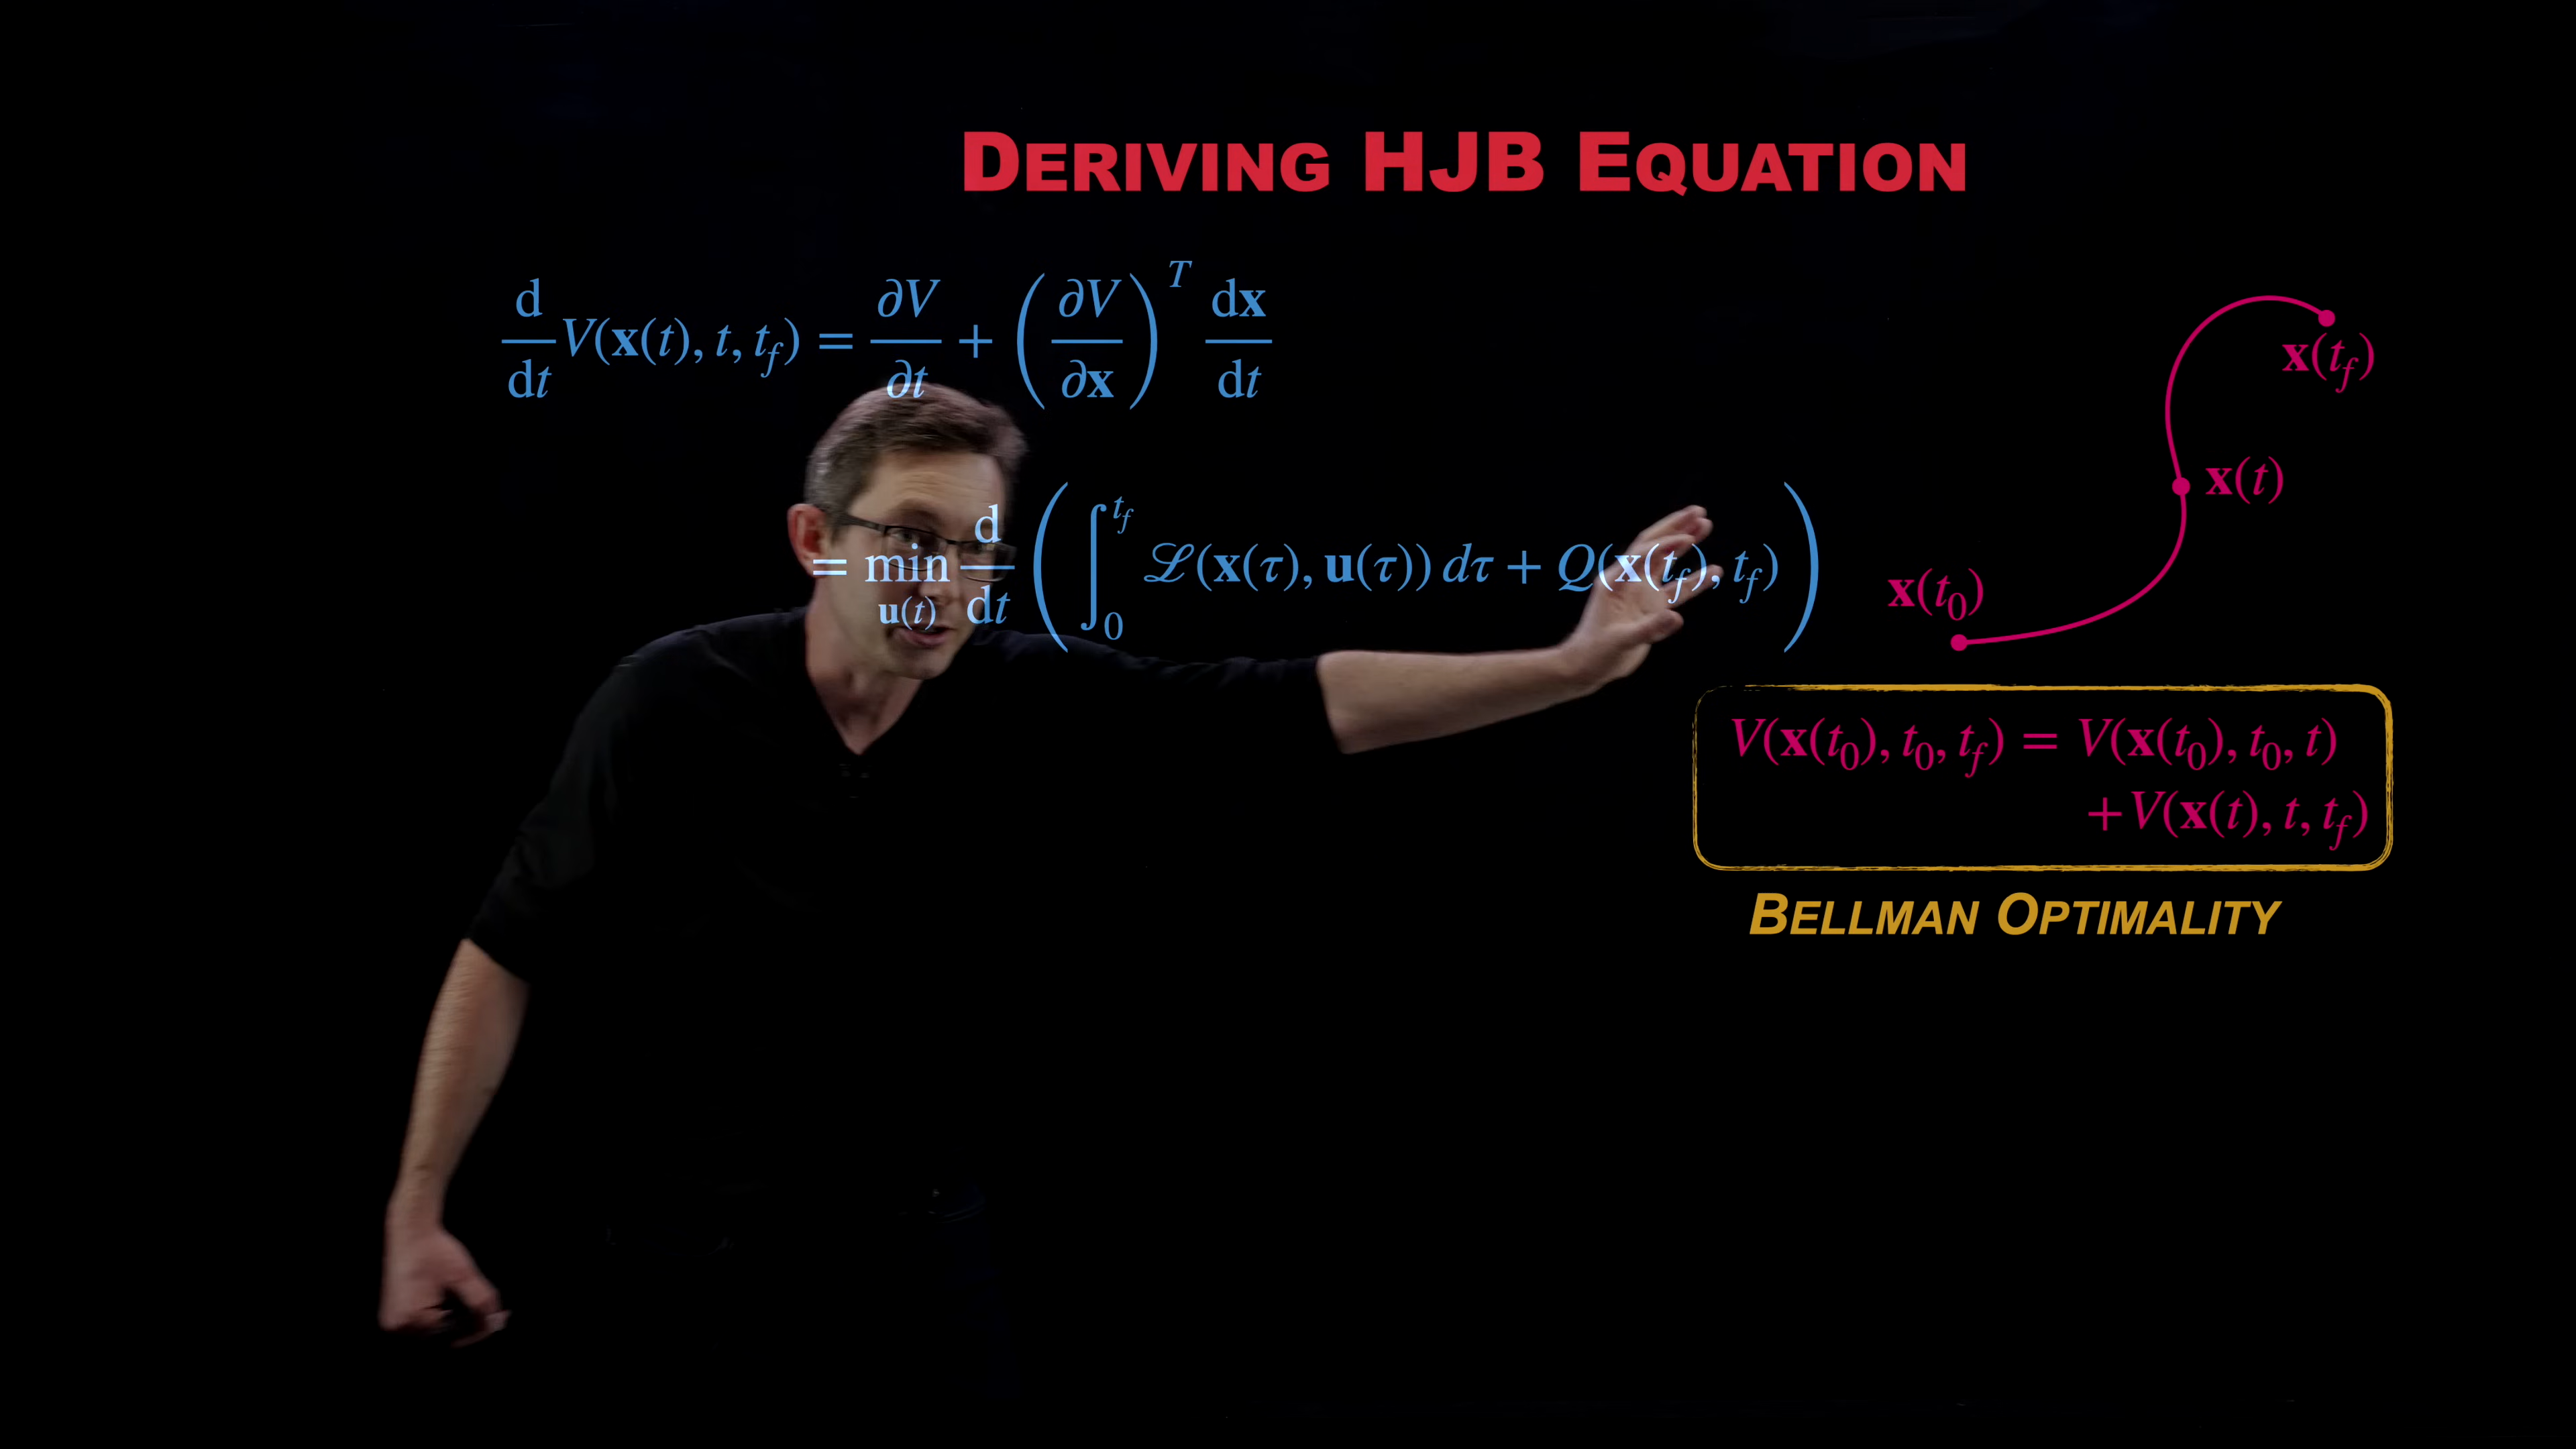 DERIVING HJB EQUATION
d/dt V(𝐱(t), t, t_f) = ∂V/∂t + (∂V/∂𝐱)^T d𝐱/dt
= min_{𝐮(t)} d/dt ( ∫_0^{t_f} ℒ(𝐱(τ), 𝐮(τ)) dτ + Q(𝐱(t_f), t_f) )
𝐱(t_f)
𝐱(t)
𝐱(t_0)
V(𝐱(t_0), t_0, t_f) = V(𝐱(t_0), t_0, t)
+ V(𝐱(t), t, t_f)
BELLMAN OPTIMALITY